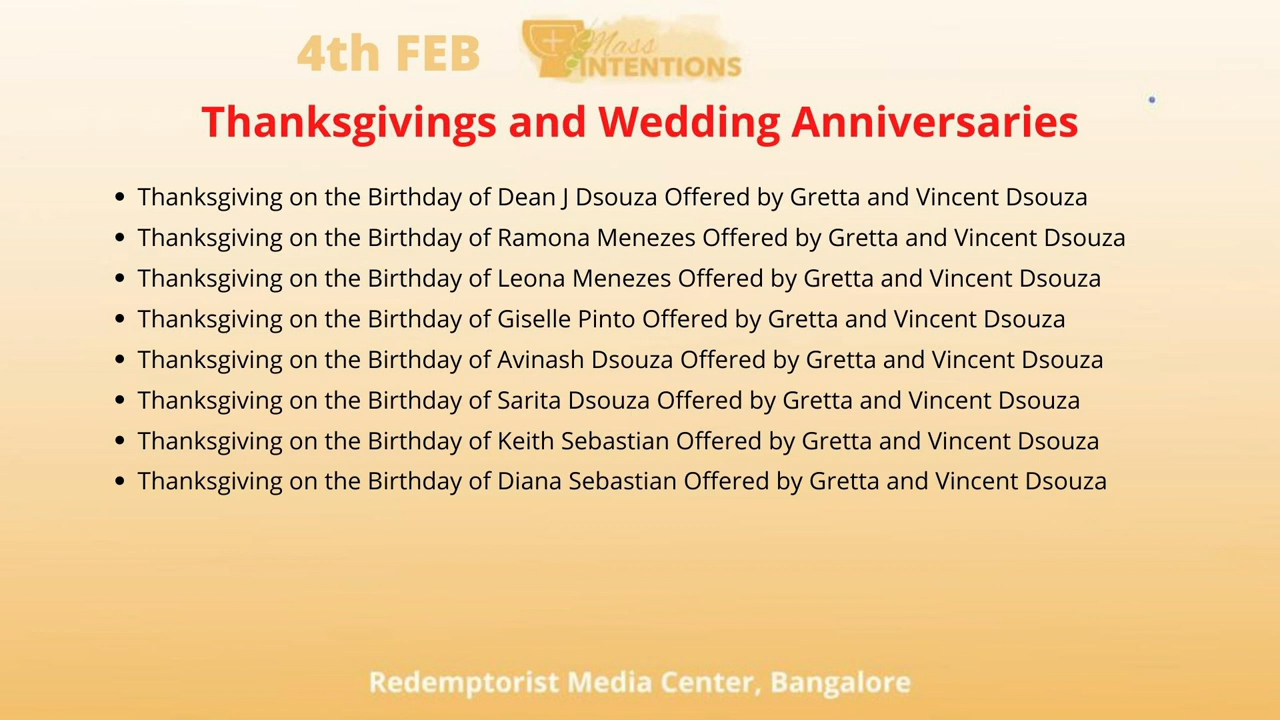 4th FEB
Mass
INTENTIONS
Thanksgivings and Wedding Anniversaries
• Thanksgiving on the Birthday of Dean J Dsouza Offered by Gretta and Vincent Dsouza
• Thanksgiving on the Birthday of Ramona Menezes Offered by Gretta and Vincent Dsouza
• Thanksgiving on the Birthday of Leona Menezes Offered by Gretta and Vincent Dsouza
• Thanksgiving on the Birthday of Giselle Pinto Offered by Gretta and Vincent Dsouza
• Thanksgiving on the Birthday of Avinash Dsouza Offered by Gretta and Vincent Dsouza
• Thanksgiving on the Birthday of Sarita Dsouza Offered by Gretta and Vincent Dsouza
• Thanksgiving on the Birthday of Keith Sebastian Offered by Gretta and Vincent Dsouza
• Thanksgiving on the Birthday of Diana Sebastian Offered by Gretta and Vincent Dsouza
Redemptorist Media Center, Bangalore